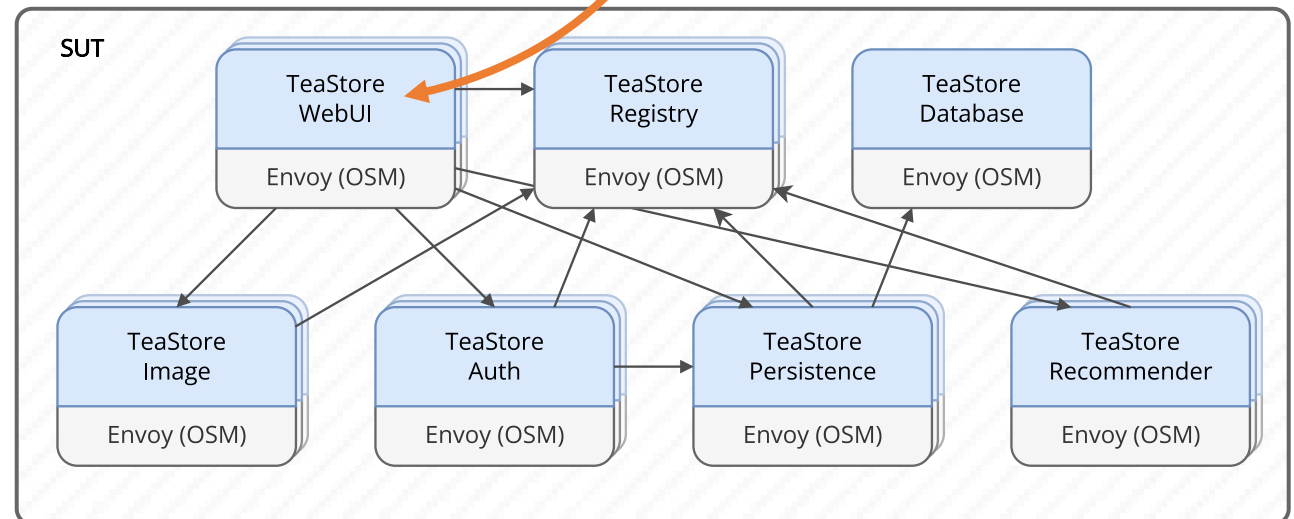 SUT
TeaStore
WebUI
Envoy (OSM)
TeaStore
Registry
Envoy (OSM)
TeaStore
Database
Envoy (OSM)
TeaStore
Image
Envoy (OSM)
TeaStore
Auth
Envoy (OSM)
TeaStore
Persistence
Envoy (OSM)
TeaStore
Recommender
Envoy (OSM)